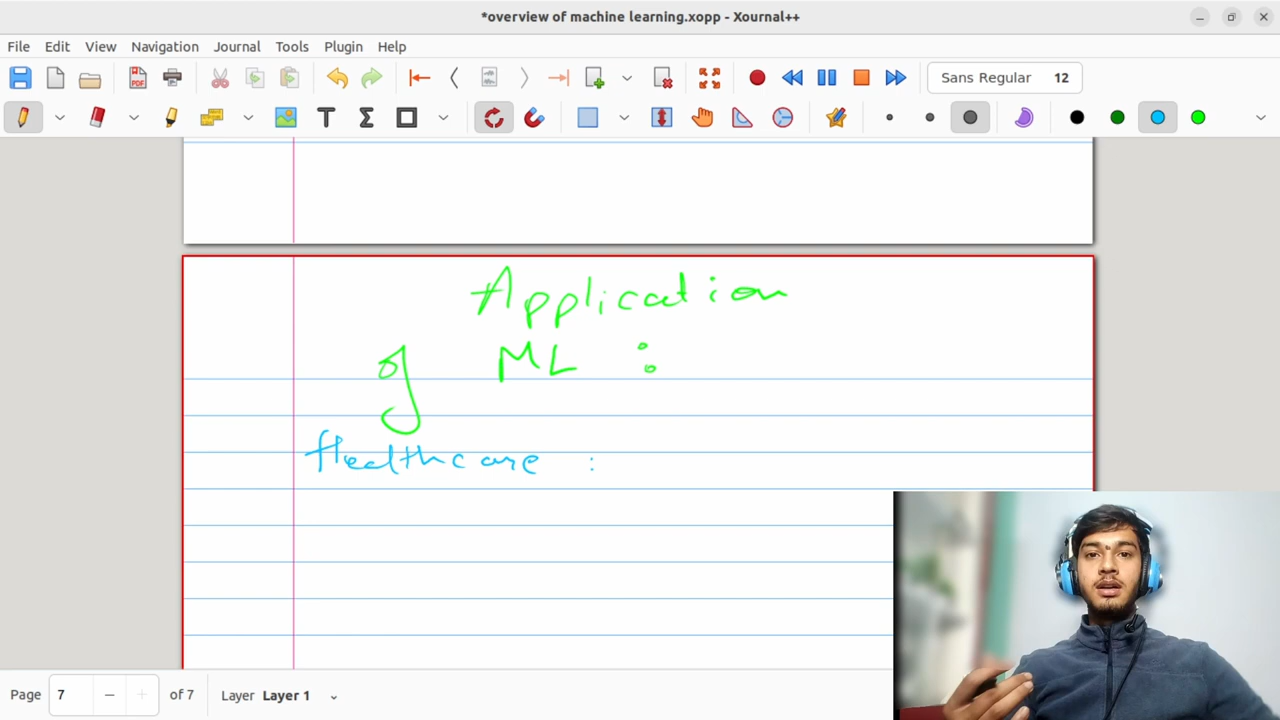 *overview of machine learning.xopp - Xournal++
File Edit View Navigation Journal Tools Plugin Help
Sans Regular 12
Application
of ML :
Healthcare :
Page 7 of 7 Layer Layer 1